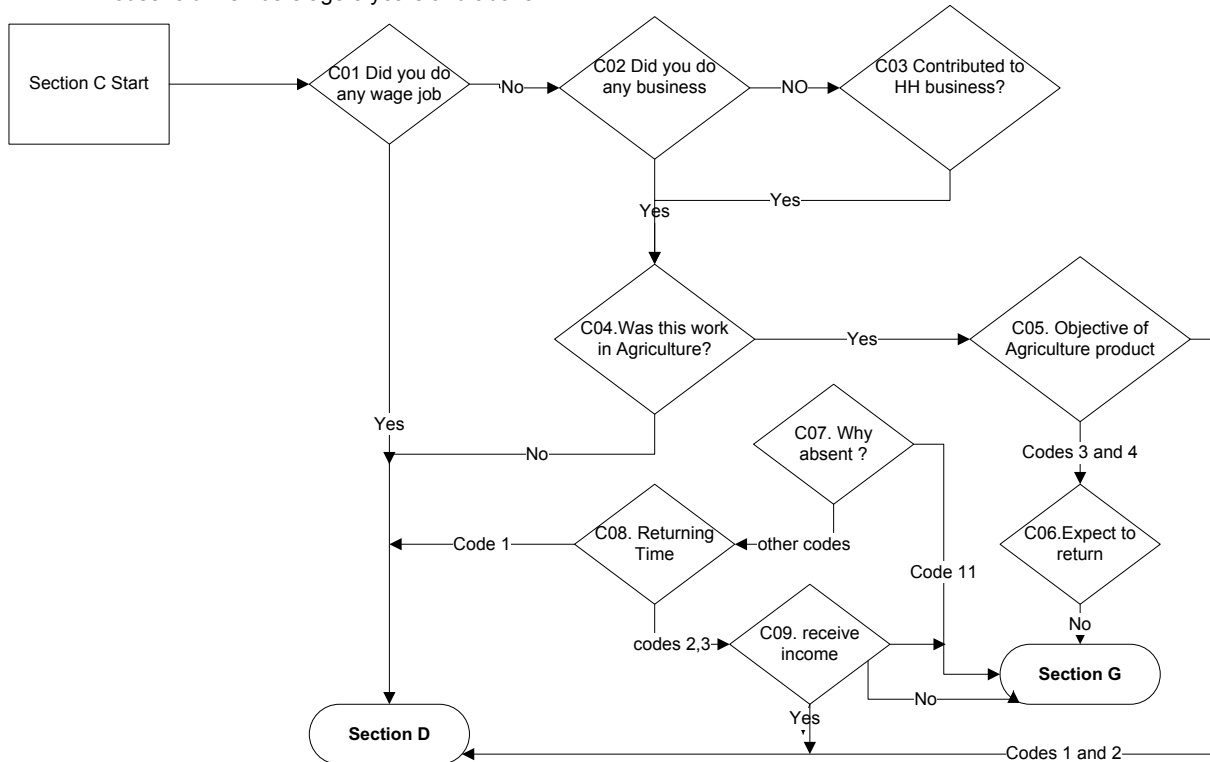 Section C Start
C01 Did you do
any wage job
No
C02 Did you do
any business
NO
C03 Contributed to
HH business?
Yes
Yes
C04.Was this work
in Agriculture?
Yes
C05. Objective of
Agriculture product
Yes
No
C07. Why
absent ?
Codes 3 and 4
Code 1
C08. Returning
Time
other codes
C06.Expect to
return
Code 11
codes 2,3
C09. receive
income
No
Section G
No
Yes
Section D
Codes 1 and 2